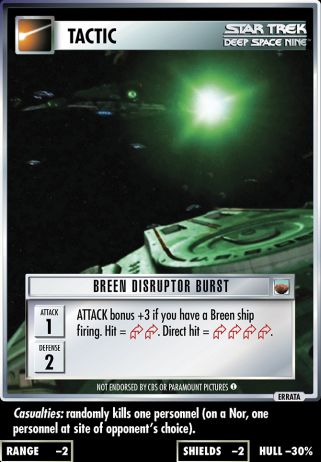 TACTIC
STAR TREK
DEEP SPACE NINE
BREEN DISRUPTOR BURST
ATTACK
1
DEFENSE
2
ATTACK bonus +3 if you have a Breen ship
firing. Hit = . Direct hit = .
NOT ENDORSED BY CBS OR PARAMOUNT PICTURES
ERRATA
Casualties: randomly kills one personnel (on a Nor, one
personnel at site of opponent's choice).
RANGE -2
SHIELDS -2
HULL -30%